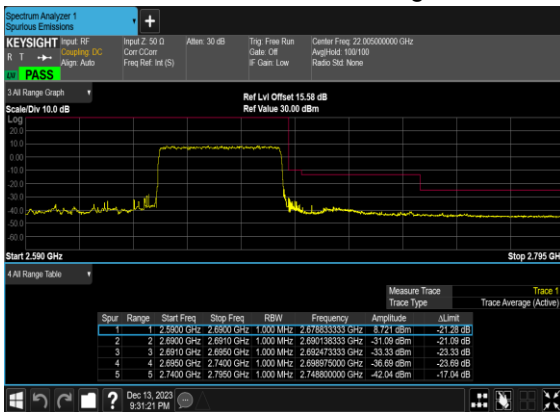 Spectrum Analyzer 1
Spurious Emissions
KEYSIGHT Input: RF Input Z: 50 Ω Atten: 30 dB Trig: Free Run Center Freq: 22.005000000 GHz
R T Coupling: DC Corr CCorr Gate: Off Avg|Hold: 100/100
Align: Auto Freq Ref: Int (S) IF Gain: Low Radio Std: None
PASS
3 All Range Graph
Ref Lvl Offset 15.58 dB
Scale/Div 10.0 dB Ref Value 30.00 dBm
Log
20.0
10.0
0.00
-10.0
-20.0
-30.0
-40.0
-50.0
-60.0
Start 2.590 GHz Stop 2.795 GH
4 All Range Table
Measure Trace Trace 1
Trace Type Trace Average (Active)
Spur Range Start Freq Stop Freq RBW Frequency Amplitude ΔLimit
1 1 2.5900 GHz 2.6900 GHz 1.000 MHz 2.678833333 GHz 8.721 dBm -21.28 dB
2 2 2.6900 GHz 2.6910 GHz 1.000 MHz 2.690138333 GHz -31.09 dBm -21.09 dB
3 3 2.6910 GHz 2.6950 GHz 1.000 MHz 2.692473333 GHz -33.33 dBm -23.33 dB
4 4 2.6950 GHz 2.7400 GHz 1.000 MHz 2.698975000 GHz -36.69 dBm -23.69 dB
5 5 2.7400 GHz 2.7950 GHz 1.000 MHz 2.748800000 GHz -42.04 dBm -17.04 dB
Dec 13, 2023
9:31:21 PM